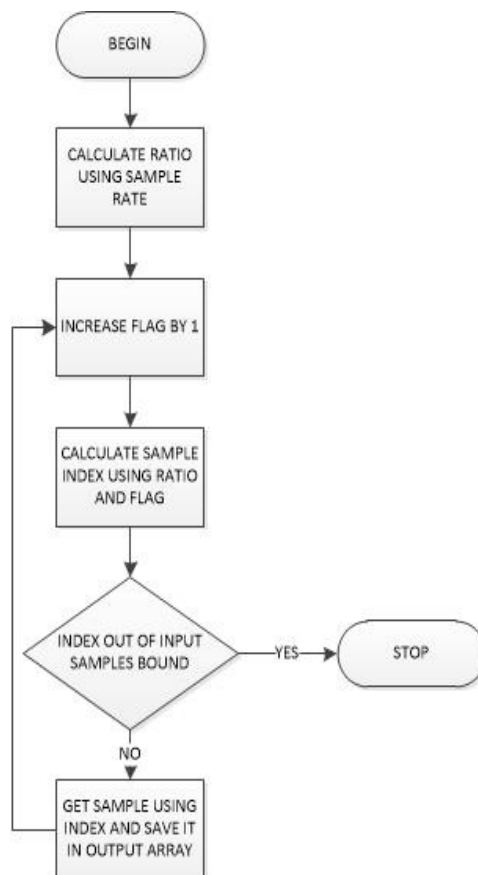 BEGIN
CALCULATE RATIO
USING SAMPLE
RATE
INCREASE FLAG BY 1
CALCULATE SAMPLE
INDEX USING RATIO
AND FLAG
INDEX OUT OF INPUT
SAMPLES BOUND
YES
STOP
NO
GET SAMPLE USING
INDEX AND SAVE IT
IN OUTPUT ARRAY